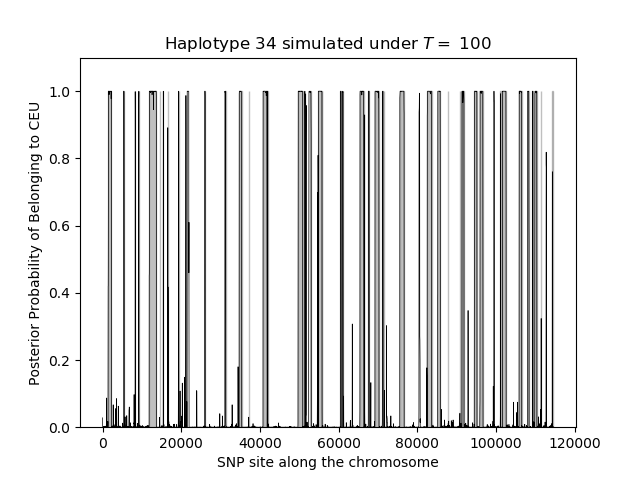 Haplotype 34 simulated under T = 100
Posterior Probability of Belonging to CEU
1.0
0.8
0.6
0.4
0.2
0.0
0 20000 40000 60000 80000 100000 120000
SNP site along the chromosome